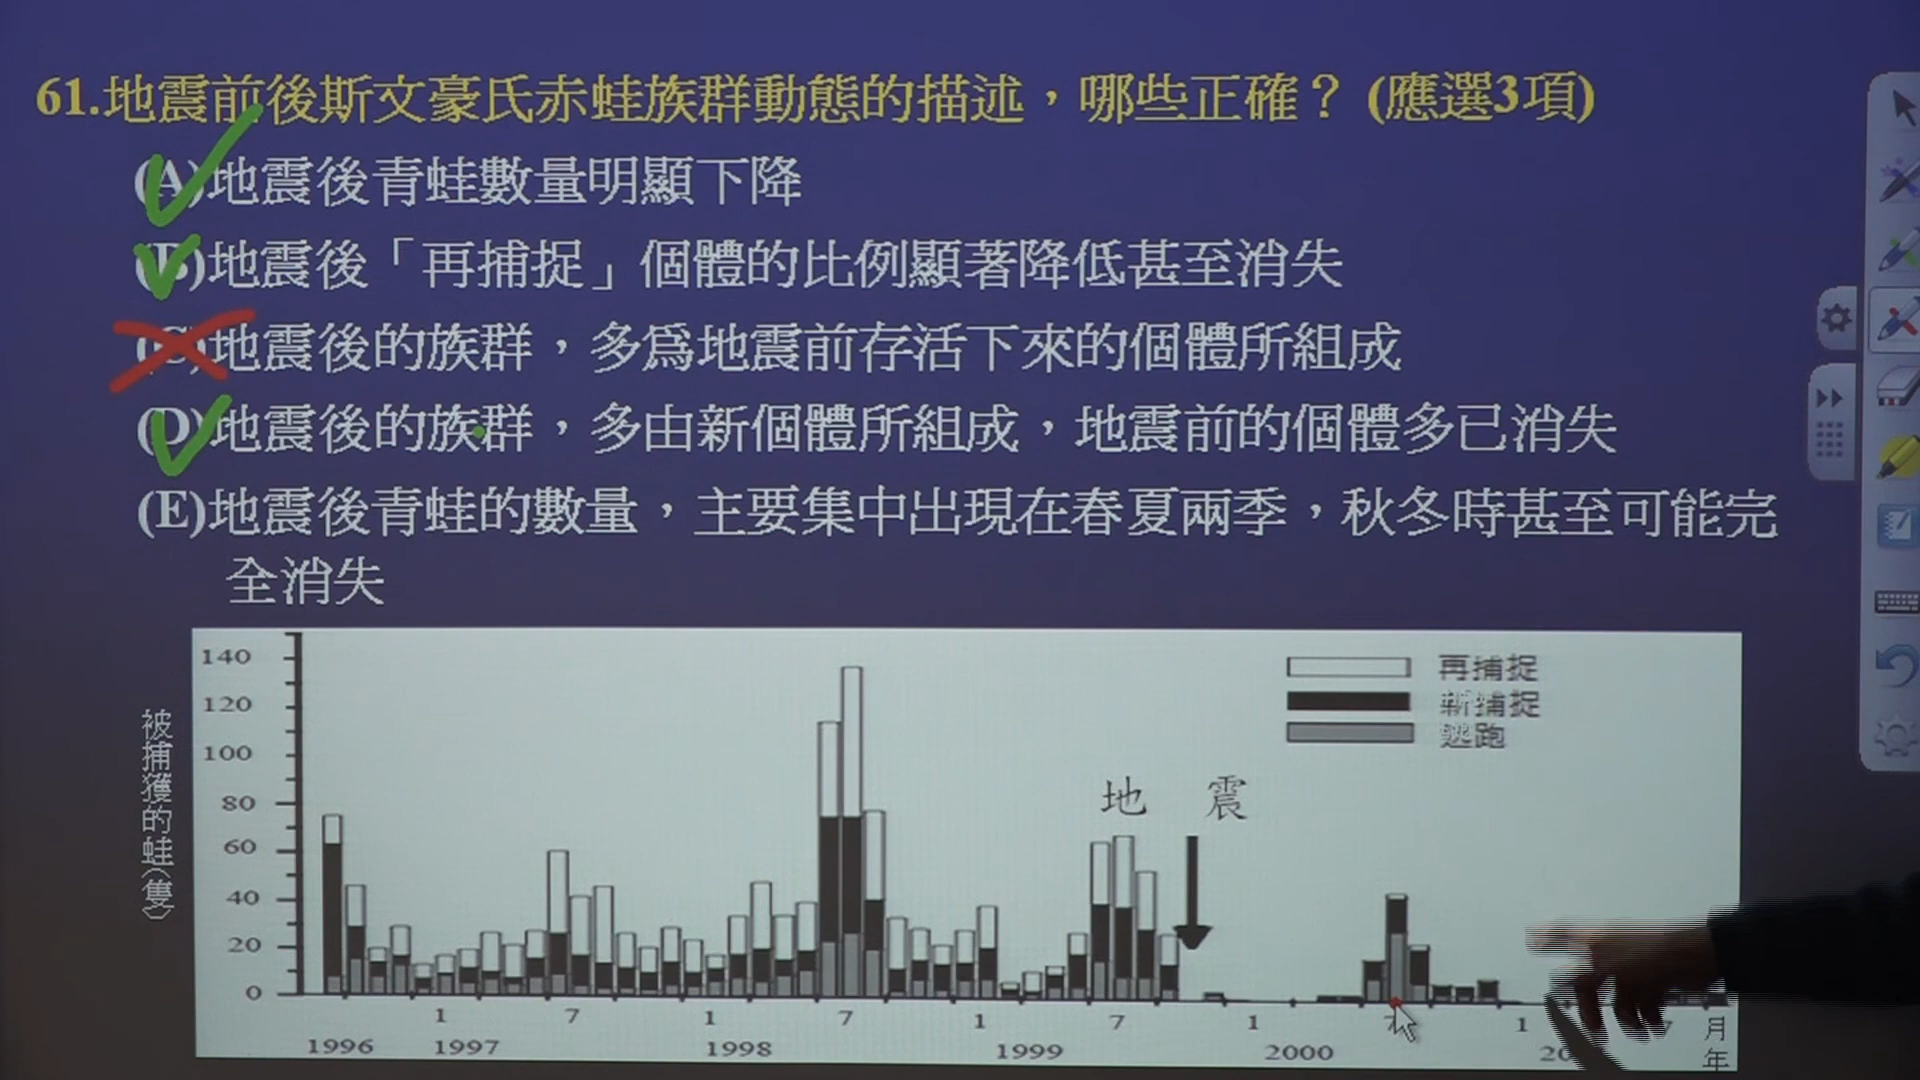 61.地震前後斯文豪氏赤蛙族群動態的描述，哪些正確？(應選3項)
(A)地震後青蛙數量明顯下降
(B)地震後「再捕捉」個體的比例顯著降低甚至消失
(C)地震後的族群，多為地震前存活下來的個體所組成
(D)地震後的族群，多由新個體所組成，地震前的個體多已消失
(E)地震後青蛙的數量，主要集中出現在春夏兩季，秋冬時甚至可能完
全消失
140
120
100
80
60
40
20
0
被捕獲的蛙(隻)
再捕捉
新捕捉
逃跑
地 震
1 7 1 7 1 7 1 7 1 7 月
1996 1997 1998 1999 2000 年